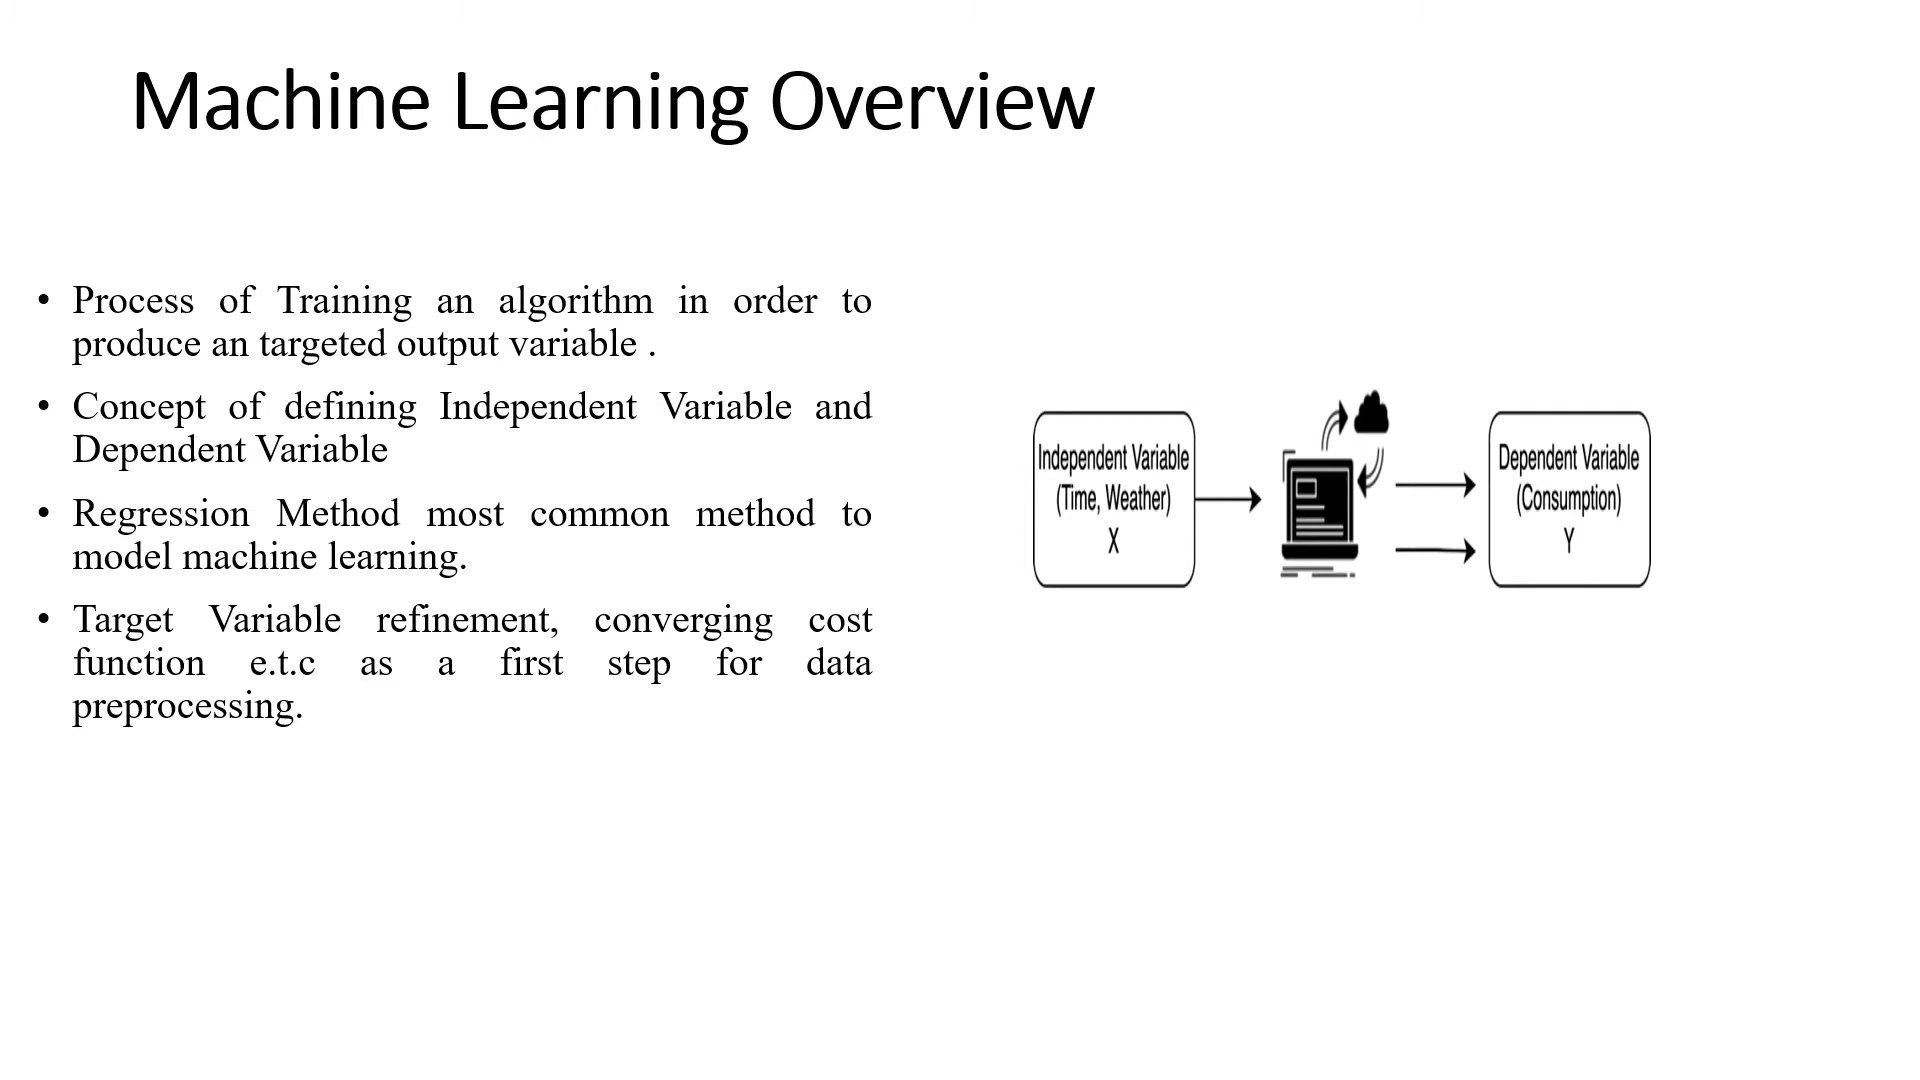 Machine Learning Overview
• Process of Training an algorithm in order to
produce an targeted output variable .
• Concept of defining Independent Variable and
Dependent Variable
• Regression Method most common method to
model machine learning.
• Target Variable refinement, converging cost
function e.t.c as a first step for data
preprocessing.
Independent Variable
(Time, Weather)
X
Dependent Variable
(Consumption)
Y